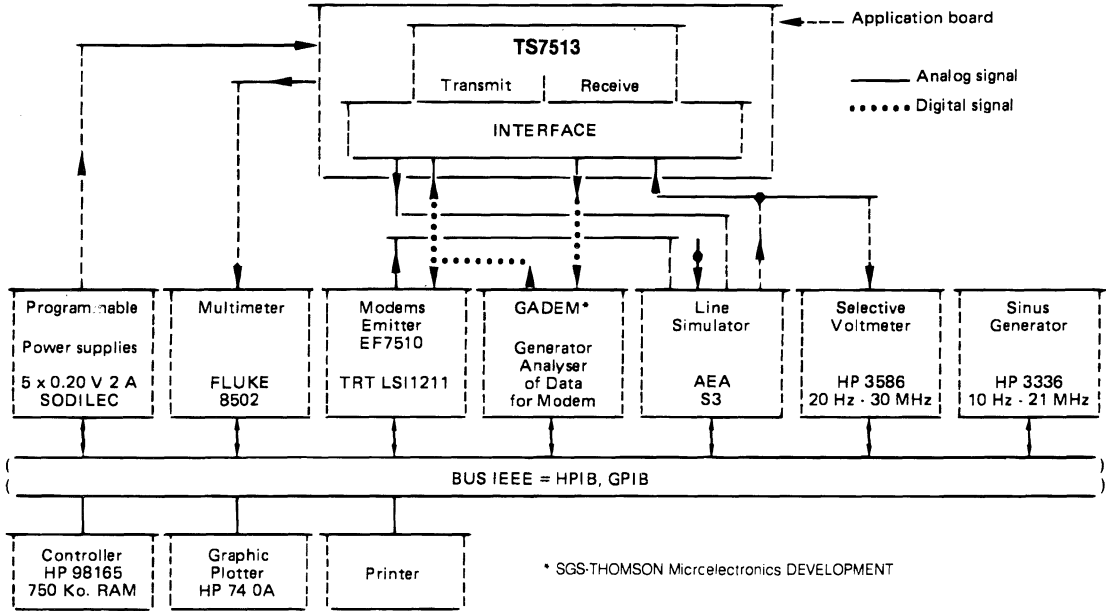 Application board
TS7513
Transmit
Receive
Analog signal
Digital signal
INTERFACE
Programmable
Power supplies
5 x 0.20 V 2 A
SODILEC
Multimeter
FLUKE
8502
Modems
Emitter
EF7510
TRT LSI1211
GADEM*
Generator
Analyser
of Data
for Modem
Line
Simulator
AEA
S3
Selective
Voltmeter
HP 3586
20 Hz - 30 MHz
Sinus
Generator
HP 3336
10 Hz - 21 MHz
BUS IEEE = HPIB, GPIB
Controller
HP 98165
750 Ko. RAM
Graphic
Plotter
HP 74 0A
Printer
* SGS-THOMSON Micrcelectronics DEVELOPMENT